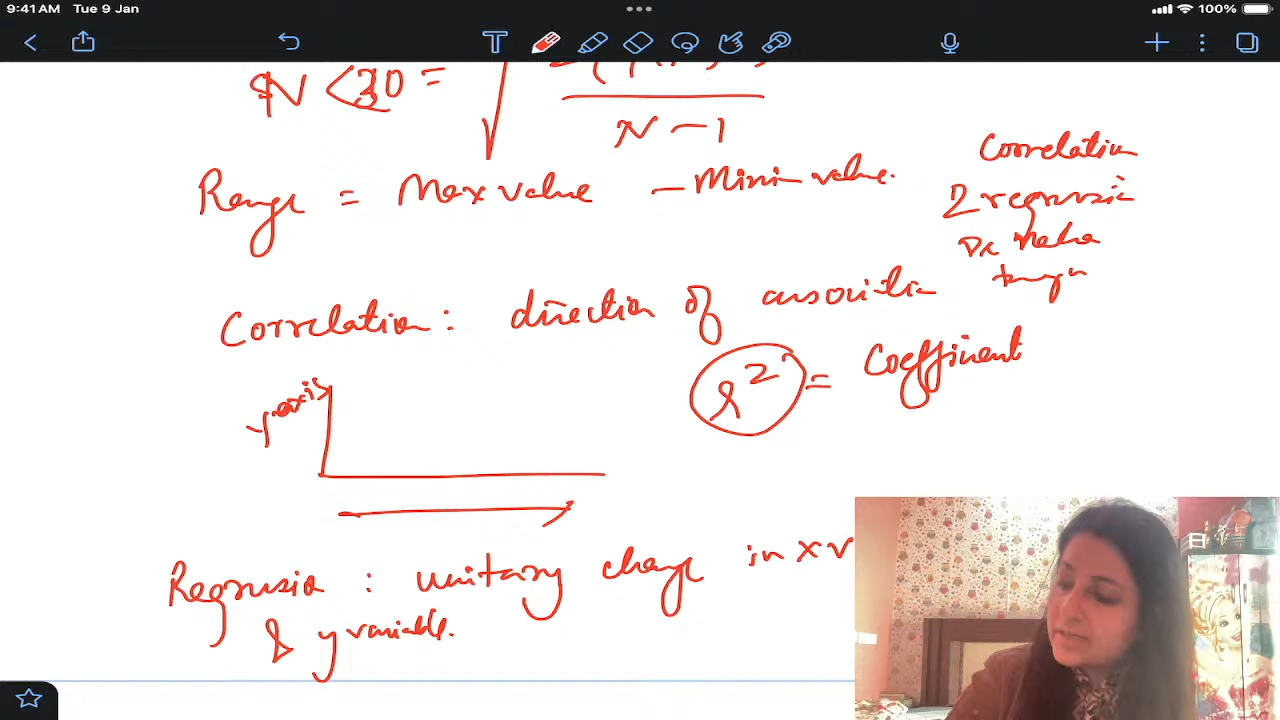 9:41 AM Tue 9 Jan
100%
N < 30 =
N - 1
Range = Max value - Mini value.
Correlation
2 regression
Correlation : direction of association
r² = Coefficient
Y-axis
Regression : unitary change in x v
& y variable.